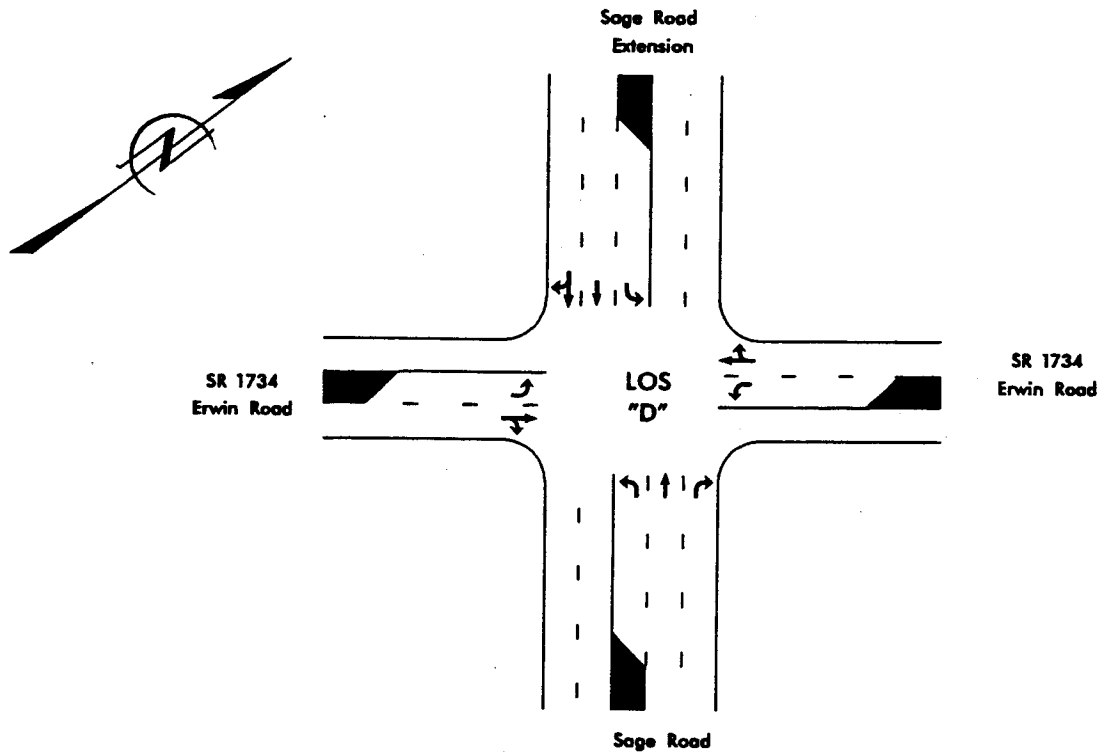 Sage Road
Extension
N
SR 1734
Erwin Road
LOS
"D"
SR 1734
Erwin Road
Sage Road